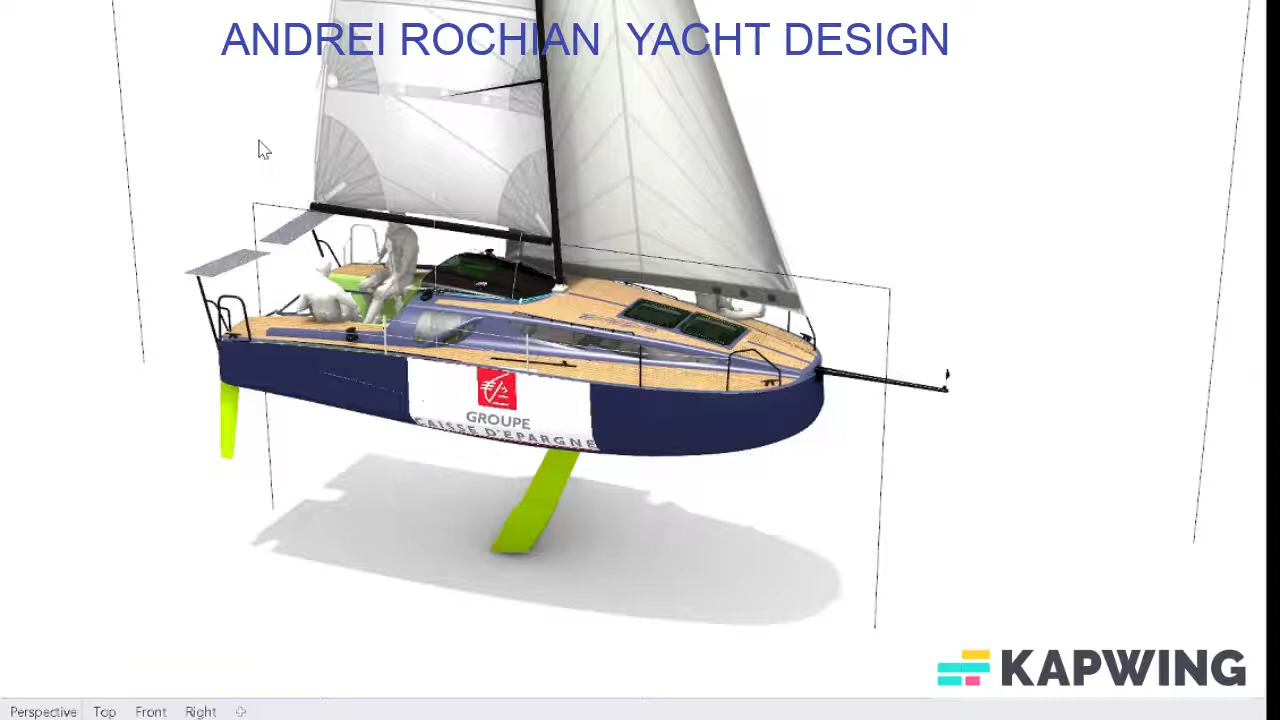 ANDREI ROCHIAN YACHT DESIGN
GROUPE
CAISSE D'EPARGNE
KAPWING
Perspective Top Front Right